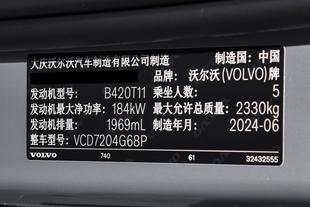 大庆沃尔沃汽车制造有限公司制造 制造国：中国
品牌：沃尔沃(VOLVO)牌
发动机型号：B420T11 乘坐人数：5
发动机最大净功率：184kW 最大允许总质量：2330kg
发动机排量：1969mL 制造年月：2024-06
整车型号：VCD7204G68P
VOLVO 740 61 32432555